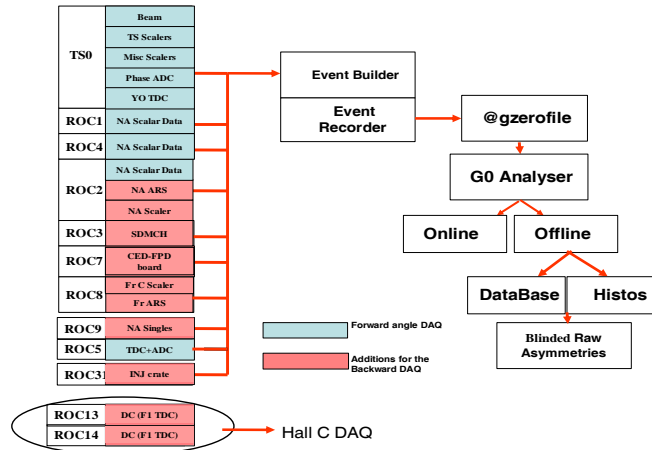 TS0
Beam
TS Scalers
Misc Scalers
Phase ADC
YO TDC
ROC1
NA Scalar Data
ROC4
NA Scalar Data
ROC2
NA Scalar Data
NA ARS
NA Scaler
ROC3
SDMCH
ROC7
CED-FPD
board
ROC8
Fr C Scaler
Fr ARS
ROC9
NA Singles
ROC5
TDC+ADC
ROC31
INJ crate
ROC13
DC (F1 TDC)
ROC14
DC (F1 TDC)
Hall C DAQ
Event Builder
Event
Recorder
@gzerofile
G0 Analyser
Online
Offline
DataBase
Histos
Blinded Raw
Asymmetries
Forward angle DAQ
Additions for the
Backward DAQ